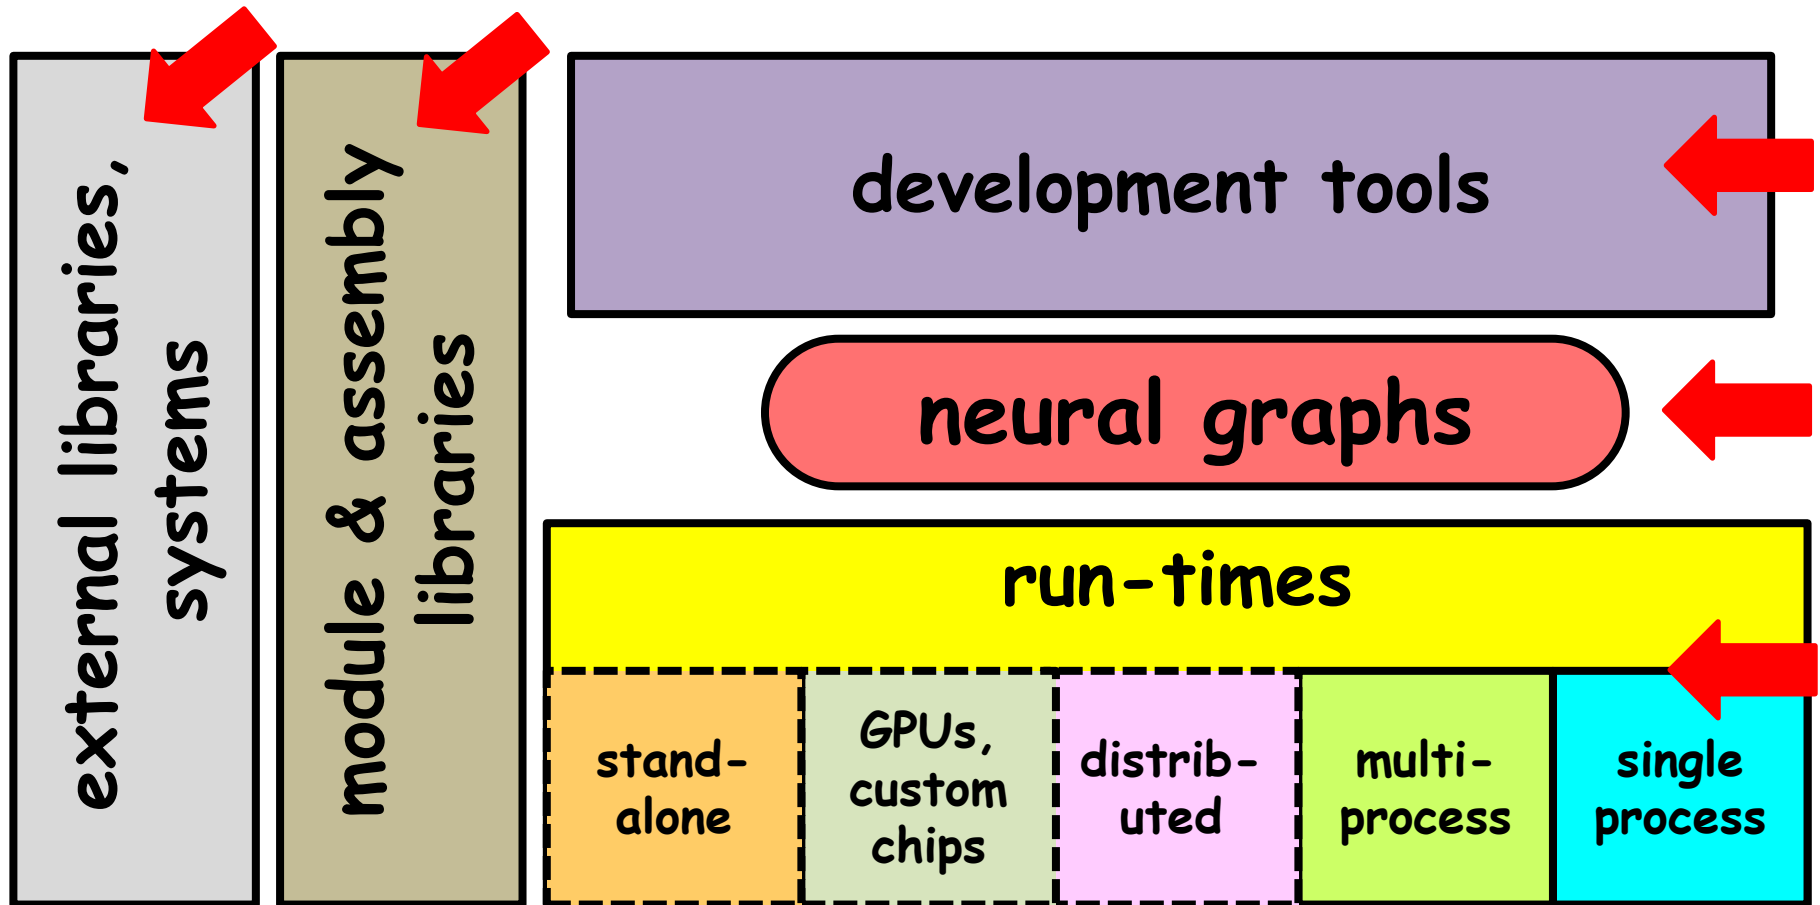 external libraries,
systems
module & assembly
libraries
development tools
neural graphs
run-times
stand-
alone
GPUs,
custom
chips
distrib-
uted
multi-
process
single
process